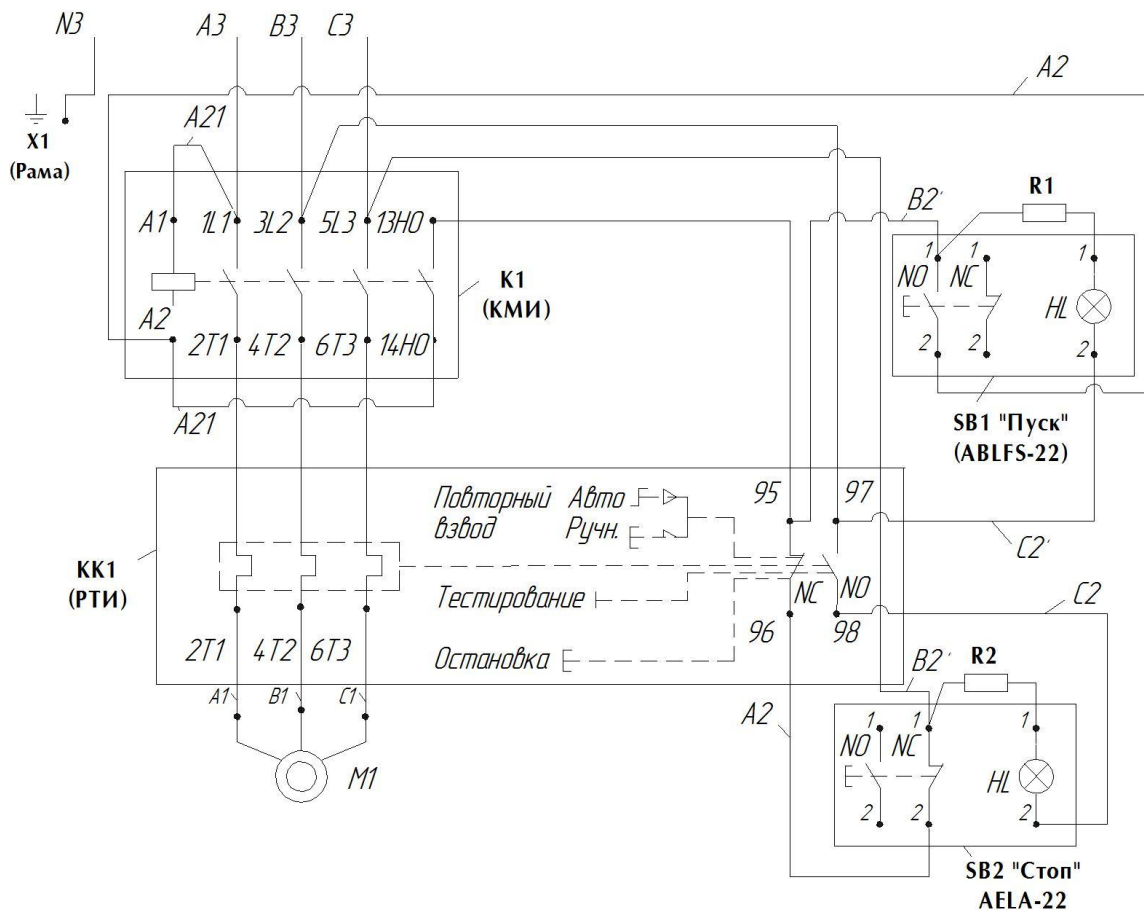 N3
A3
B3
C3
A2
A21
X1
(Рама)
R1
B2'
A1
1L1
3L2
5L3
13НО
1
1
1
NO
NC
HL
K1
(КМИ)
A2
2T1
4T2
6T3
14НО
2
2
2
A21
SB1 "Пуск"
(ABLFS-22)
Повторный
взвод
Авто
Ручн.
95
97
C2'
KK1
(РТИ)
Тестирование
NC
NO
C2
2T1
4T2
6T3
Остановка
96
98
A1
B1
C1
A2
B2'
R2
1
1
1
NO
NC
HL
M1
2
2
2
SB2 "Стоп"
AELA-22